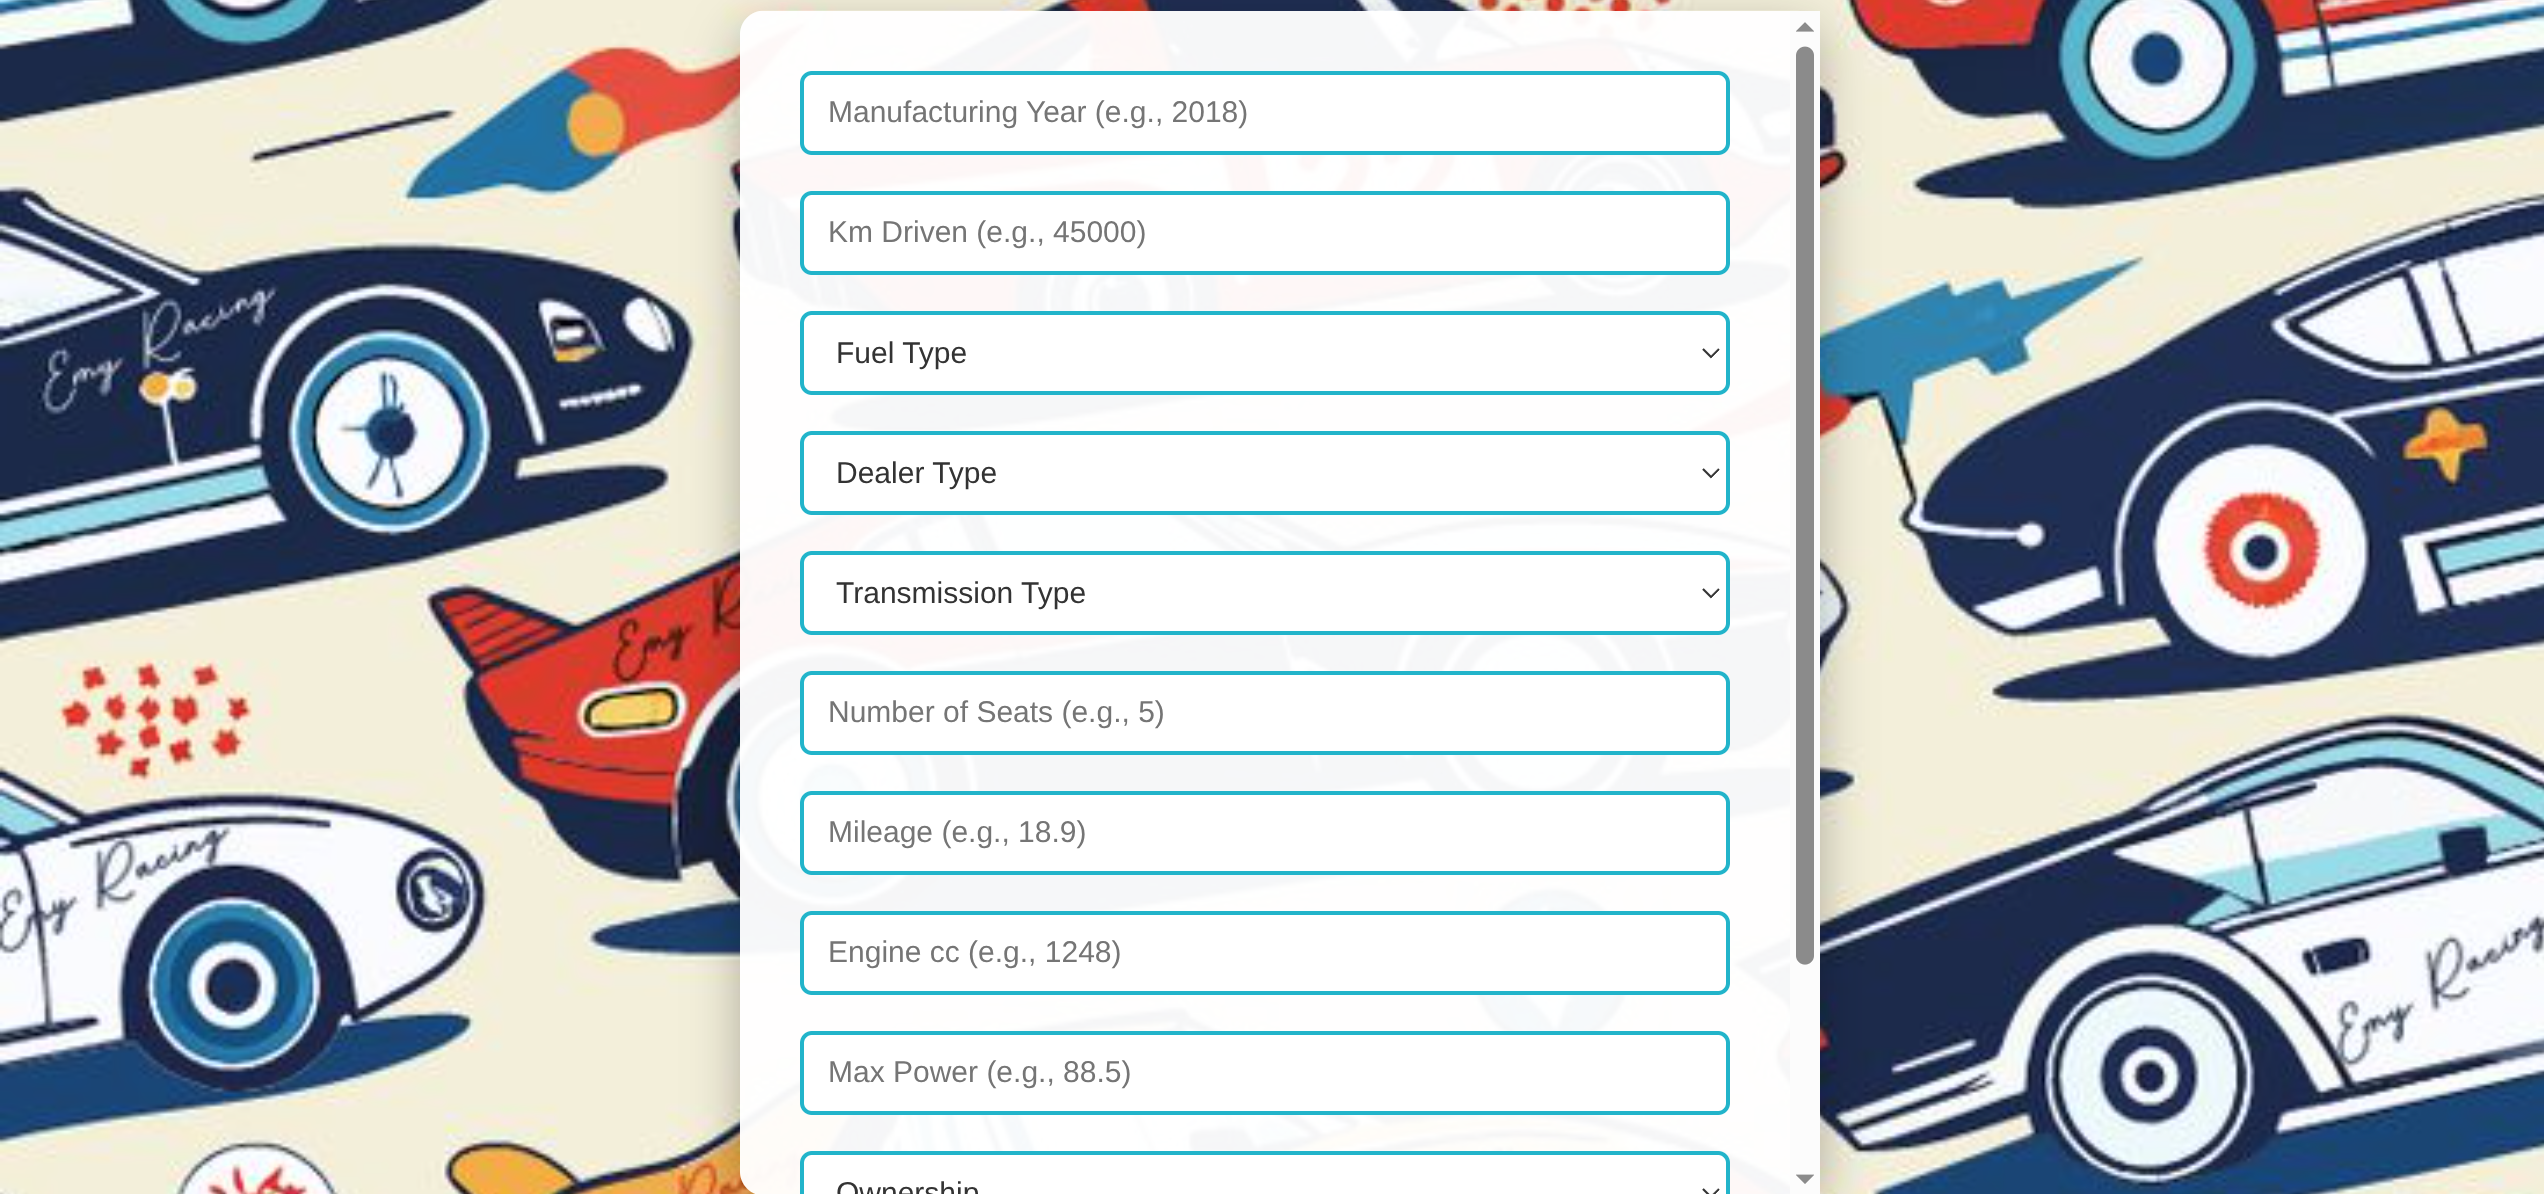 Manufacturing Year (e.g., 2018)
Km Driven (e.g., 45000)
Emy Racing
Fuel Type
Dealer Type
Transmission Type
Emy R
Number of Seats (e.g., 5)
Mileage (e.g., 18.9)
Emy Racing
Engine cc (e.g., 1248)
Emy Racing
Max Power (e.g., 88.5)
Ownership